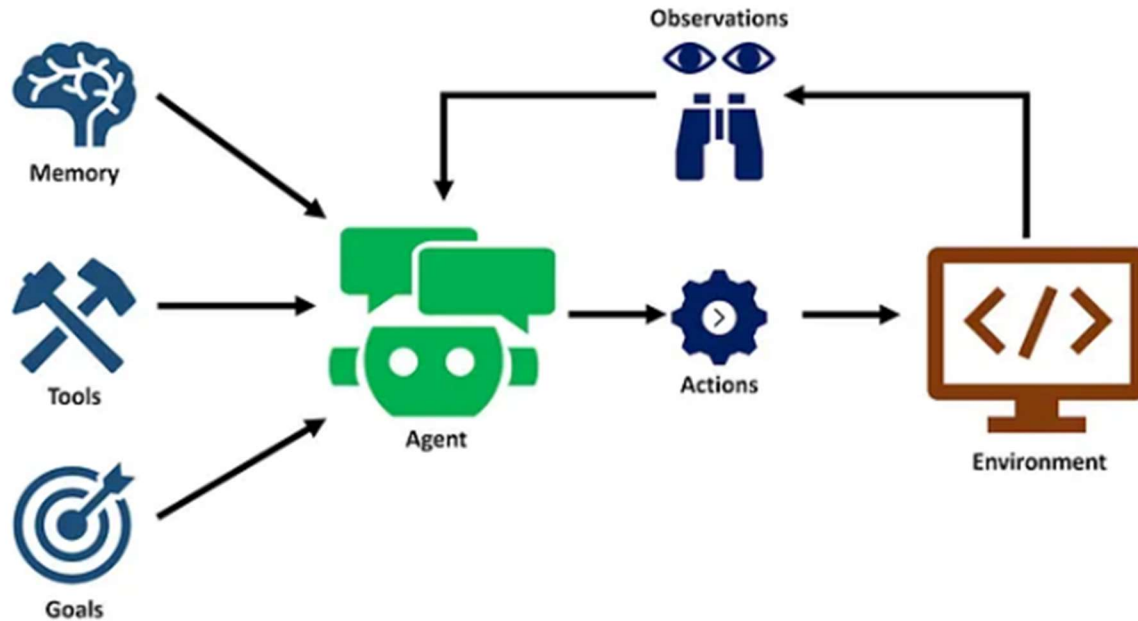 Observations
Memory
Tools
Actions
Agent
</>
Environment
Goals